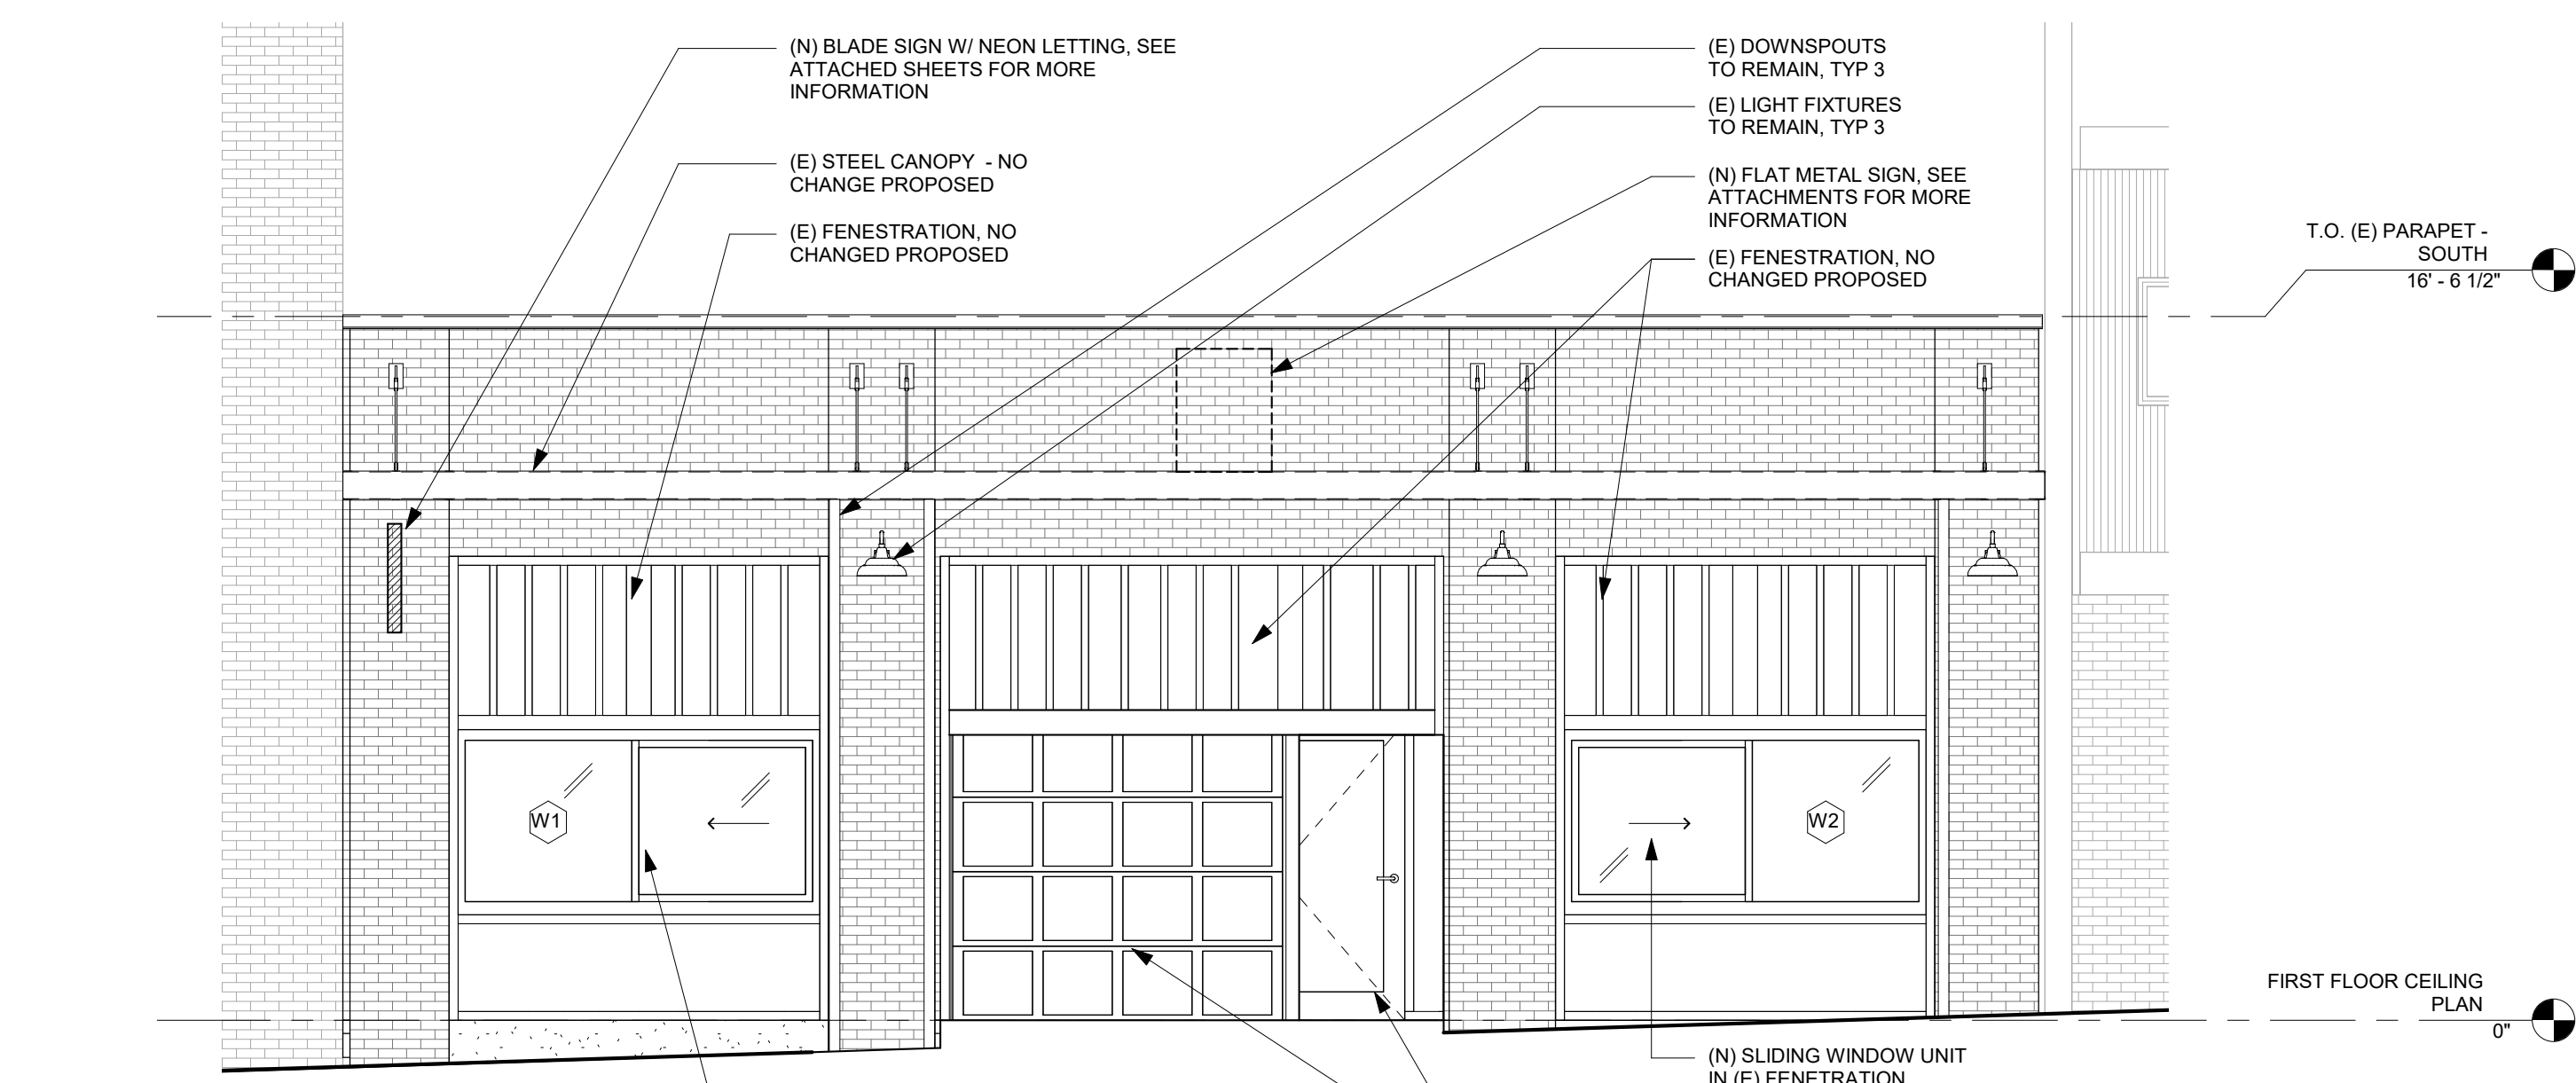 (N) BLADE SIGN W/ NEON LETTING, SEE
ATTACHED SHEETS FOR MORE
INFORMATION
(E) STEEL CANOPY - NO
CHANGE PROPOSED
(E) FENESTRATION, NO
CHANGED PROPOSED
(E) DOWNSPOUTS
TO REMAIN, TYP 3
(E) LIGHT FIXTURES
TO REMAIN, TYP 3
(N) FLAT METAL SIGN, SEE
ATTACHMENTS FOR MORE
INFORMATION
(E) FENESTRATION, NO
CHANGED PROPOSED
T.O. (E) PARAPET -
SOUTH
16' - 6 1/2"
W1
W2
FIRST FLOOR CEILING
PLAN
0"
(N) SLIDING WINDOW UNIT
IN (E) FENETRATION